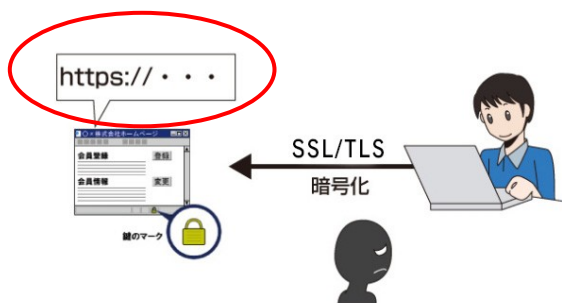 https://・・・
○×株式会社ホームページ
会員登録
登録
会員情報
変更
鍵のマーク
SSL/TLS
暗号化